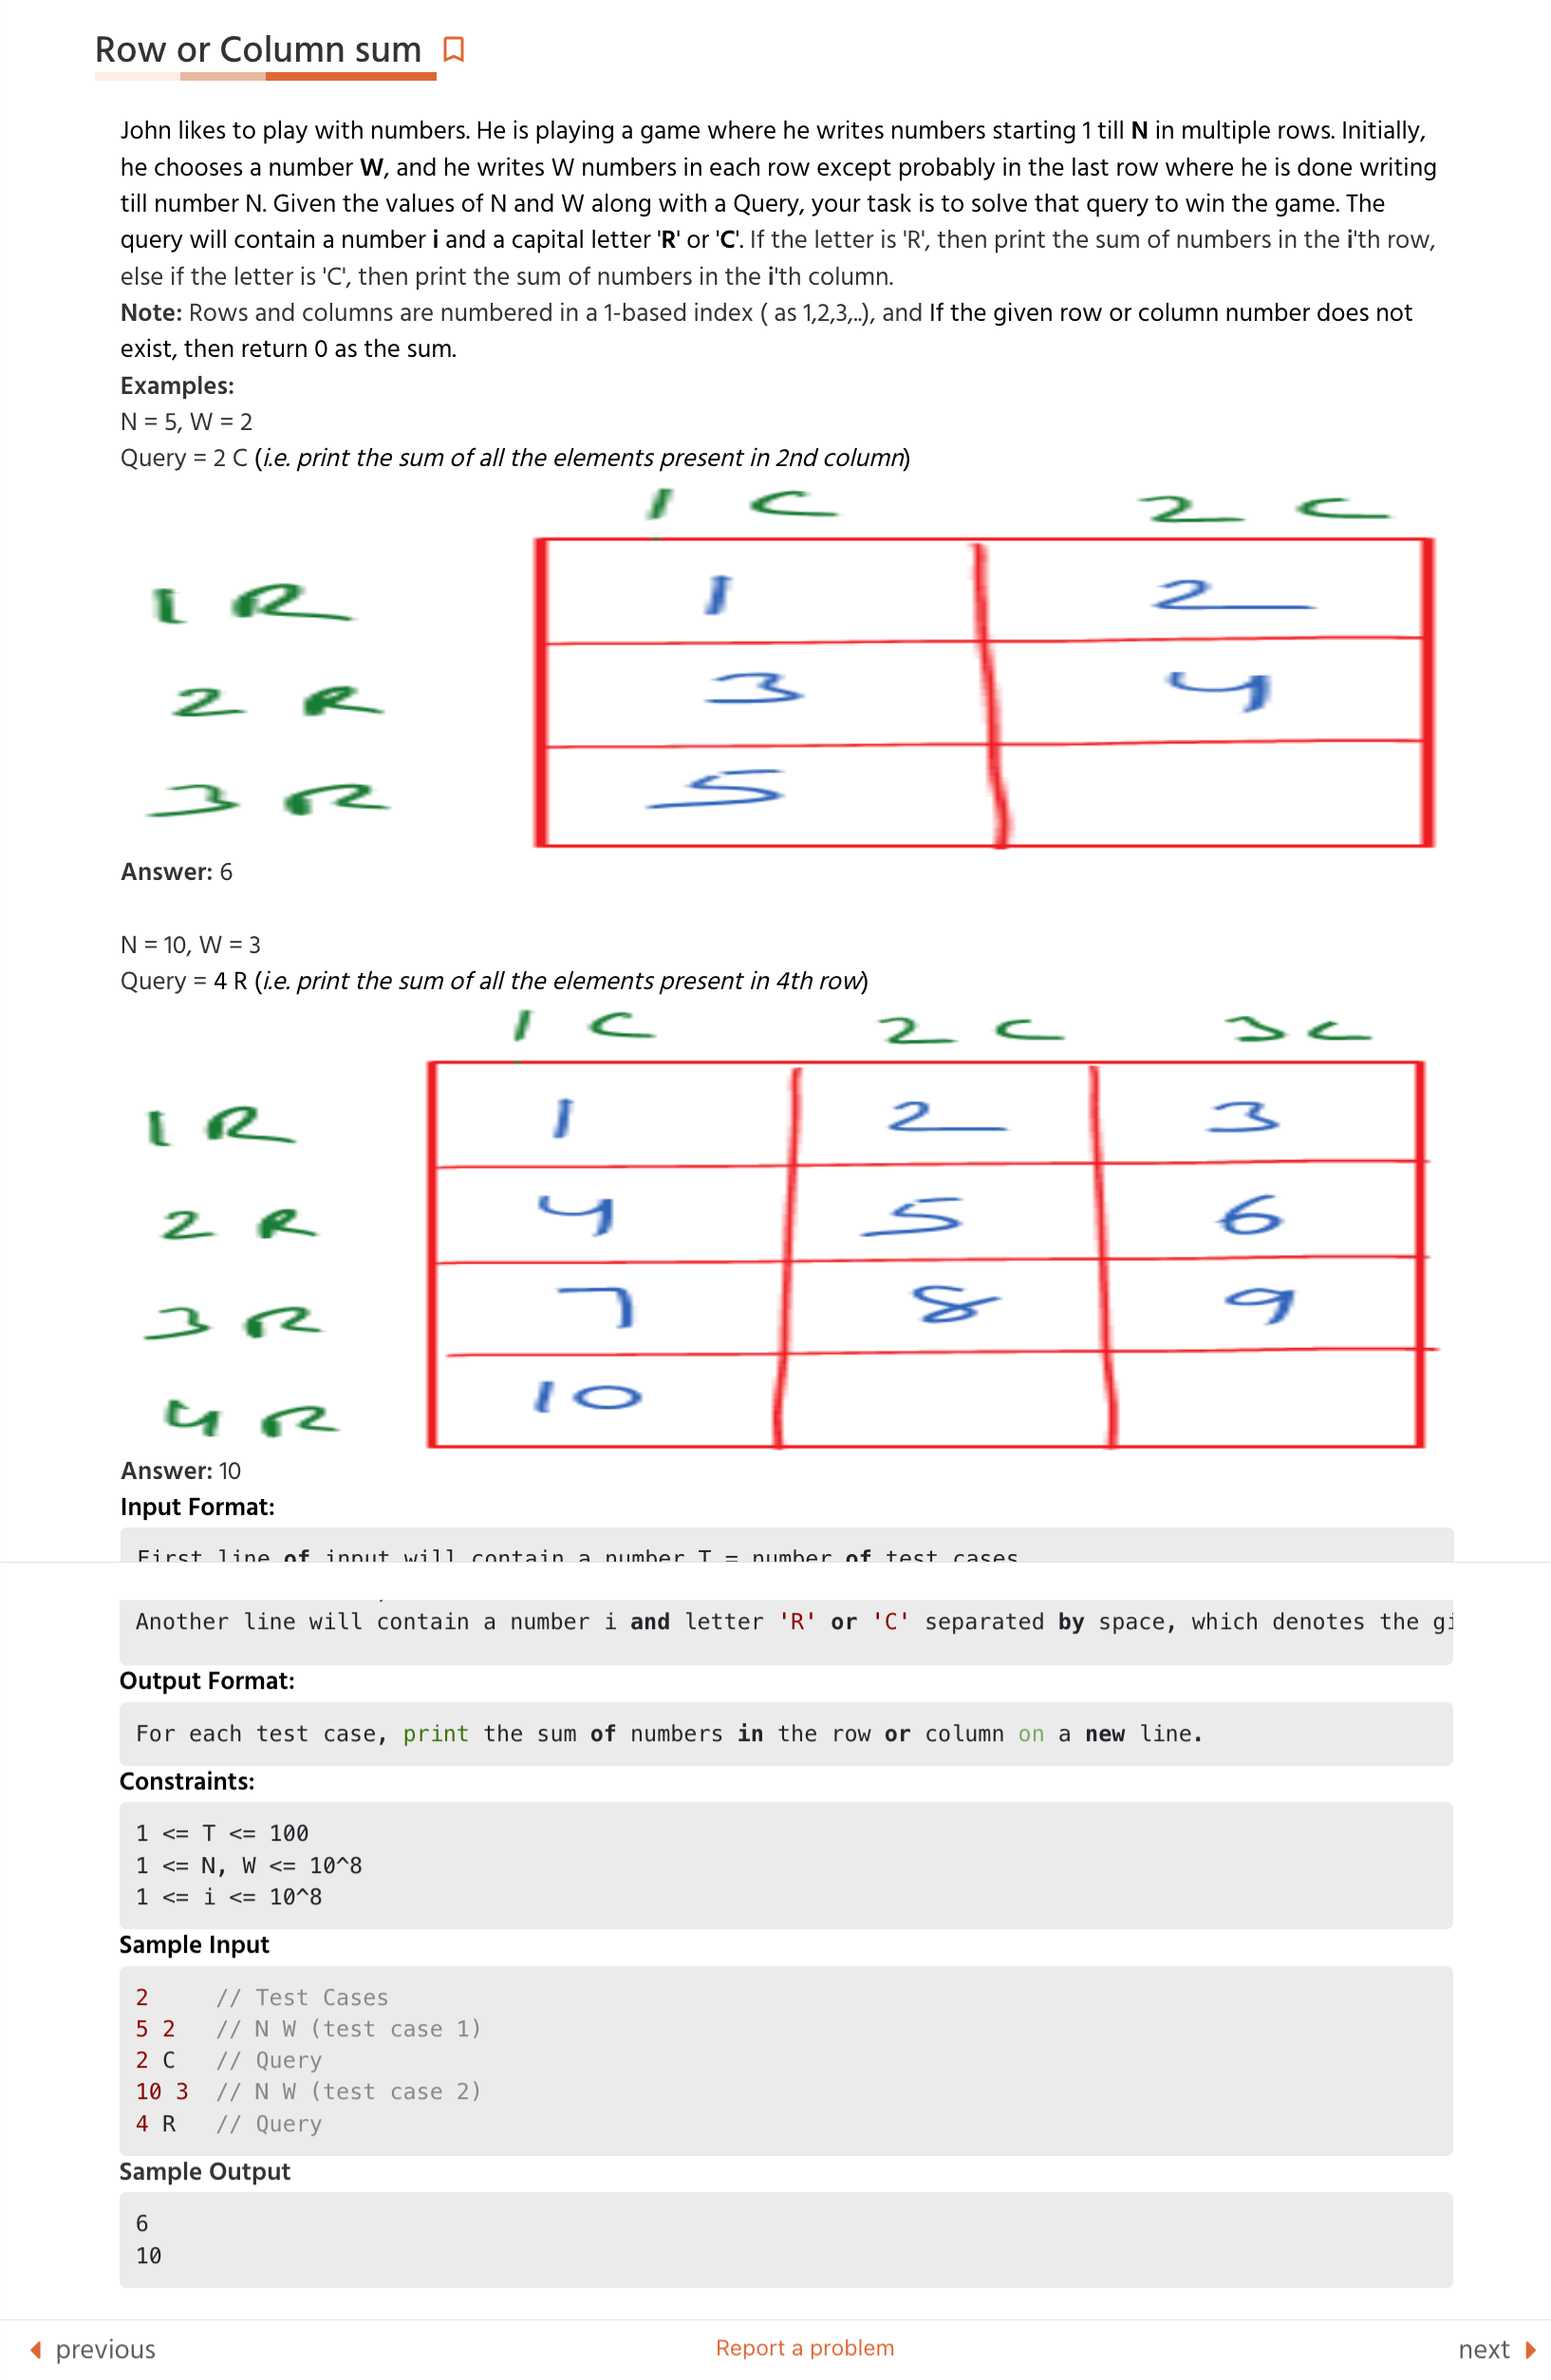 Row or Column sum
John likes to play with numbers. He is playing a game where he writes numbers starting 1 till N in multiple rows. Initially,
he chooses a number W, and he writes W numbers in each row except probably in the last row where he is done writing
till number N. Given the values of N and W along with a Query, your task is to solve that query to win the game. The
query will contain a number i and a capital letter 'R' or 'C'. If the letter is 'R', then print the sum of numbers in the i'th row,
else if the letter is 'C', then print the sum of numbers in the i'th column.
Note: Rows and columns are numbered in a 1-based index ( as 1,2,3,..), and If the given row or column number does not
exist, then return 0 as the sum.
Examples:
N = 5, W = 2
Query = 2 C (i.e. print the sum of all the elements present in 2nd column)
1 C 2 C
1 R 1 2
2 R 3 4
3 R 5
Answer: 6
N = 10, W = 3
Query = 4 R (i.e. print the sum of all the elements present in 4th row)
1 C 2 C 3 C
1 R 1 2 3
2 R 4 5 6
3 R 7 8 9
4 R 10
Answer: 10
Input Format:
First line of input will contain a number T = number of test cases
Another line will contain a number i and letter 'R' or 'C' separated by space, which denotes the gi
Output Format:
For each test case, print the sum of numbers in the row or column on a new line.
Constraints:
1 <= T <= 100
1 <= N, W <= 10^8
1 <= i <= 10^8
Sample Input
2 // Test Cases
5 2 // N W (test case 1)
2 C // Query
10 3 // N W (test case 2)
4 R // Query
Sample Output
6
10
previous Report a problem next